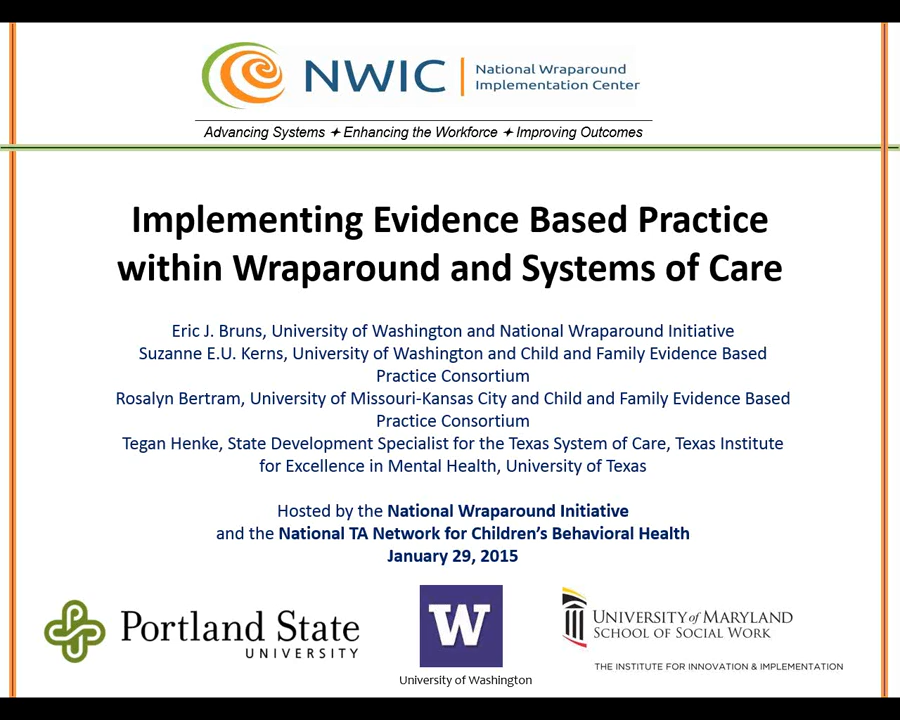 NWIC
National Wraparound
Implementation Center
Advancing Systems ✦ Enhancing the Workforce ✦ Improving Outcomes
Implementing Evidence Based Practice
within Wraparound and Systems of Care
Eric J. Bruns, University of Washington and National Wraparound Initiative
Suzanne E.U. Kerns, University of Washington and Child and Family Evidence Based
Practice Consortium
Rosalyn Bertram, University of Missouri-Kansas City and Child and Family Evidence Based
Practice Consortium
Tegan Henke, State Development Specialist for the Texas System of Care, Texas Institute
for Excellence in Mental Health, University of Texas
Hosted by the National Wraparound Initiative
and the National TA Network for Children’s Behavioral Health
January 29, 2015
Portland State
UNIVERSITY
W
University of Washington
UNIVERSITY of MARYLAND
SCHOOL OF SOCIAL WORK
THE INSTITUTE FOR INNOVATION & IMPLEMENTATION